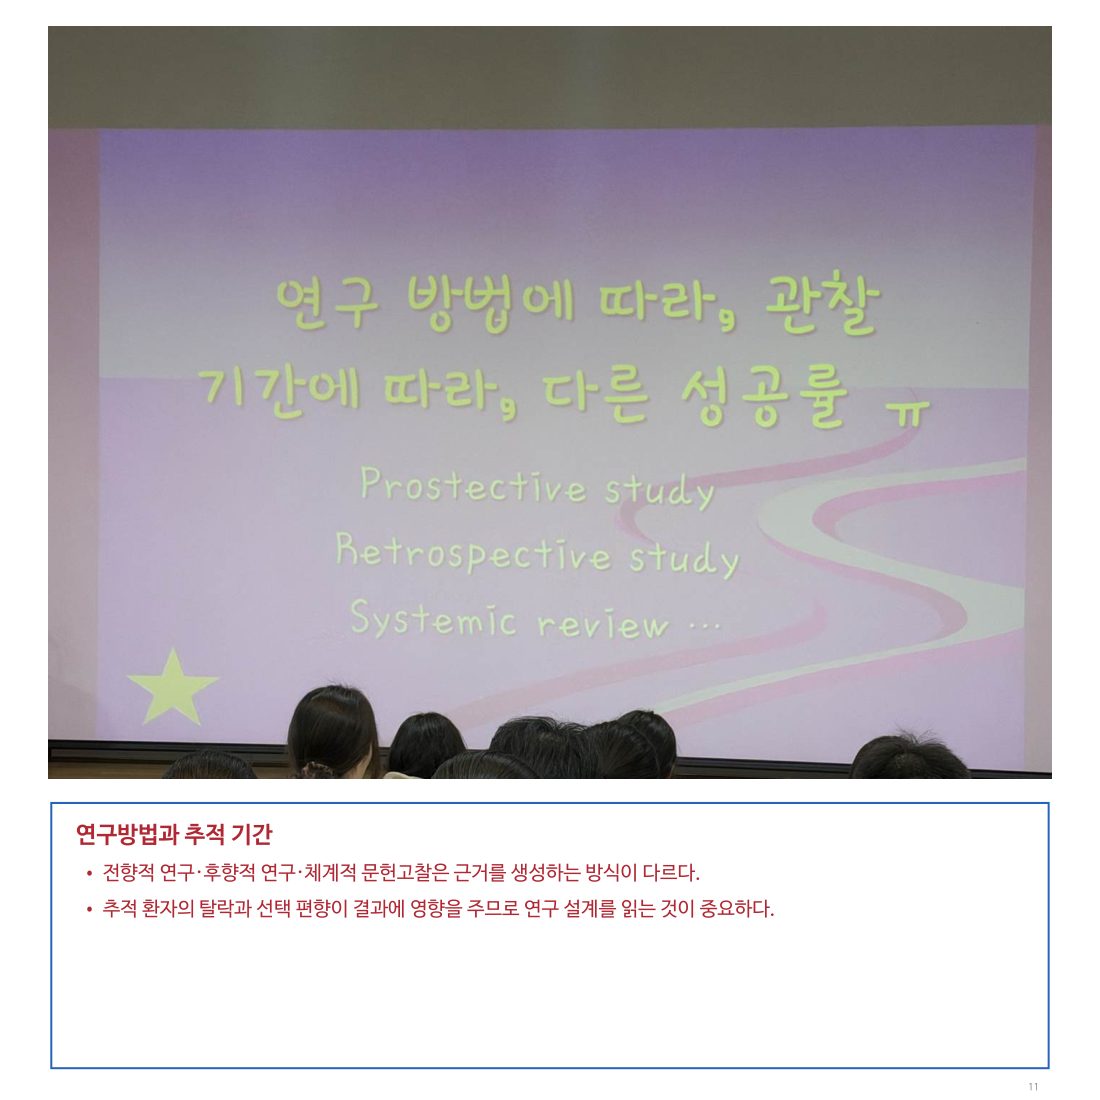 연구 방법에 따라, 관찰
기간에 따라, 다른 성공률 ㅠ
Prostective study
Retrospective study
Systemic review ...
연구방법과 추적 기간
• 전향적 연구·후향적 연구·체계적 문헌고찰은 근거를 생성하는 방식이 다르다.
• 추적 환자의 탈락과 선택 편향이 결과에 영향을 주므로 연구 설계를 읽는 것이 중요하다.
11